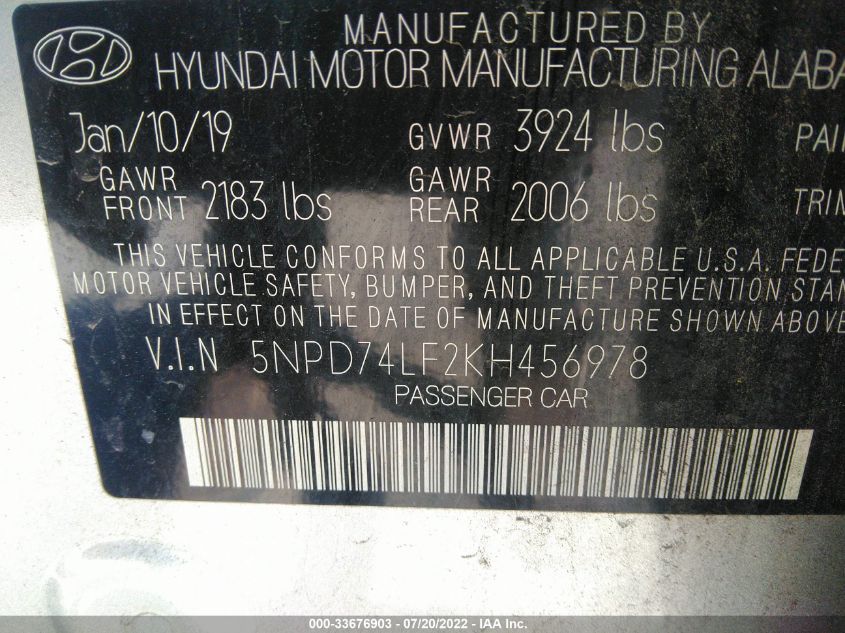 MANUFACTURED BY
HYUNDAI MOTOR MANUFACTURING ALABA
Jan/10/19 GVWR 3924 lbs PAI
GAWR FRONT 2183 lbs GAWR REAR 2006 lbs TRIM
THIS VEHICLE CONFORMS TO ALL APPLICABLE U.S.A. FEDE
MOTOR VEHICLE SAFETY, BUMPER, AND THEFT PREVENTION STAN
IN EFFECT ON THE DATE OF MANUFACTURE SHOWN ABOVE
V.I.N 5NPD74LF2KH456978
PASSENGER CAR
000-33676903 - 07/20/2022 - IAA Inc.